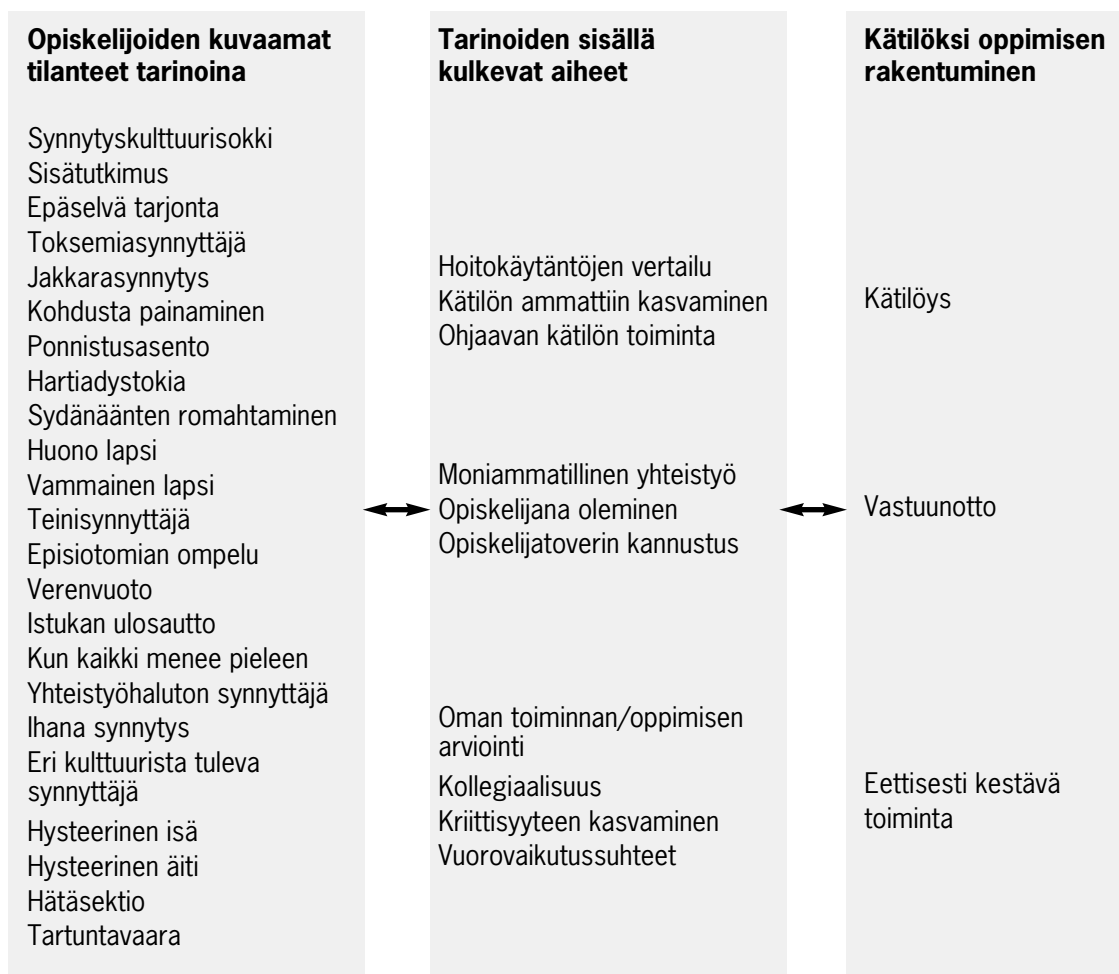 Opiskelijoiden kuvaamat
tilanteet tarinoina
Synnytyskulttuurisokki
Sisätutkimus
Epäselvä tarjonta
Toksemiasynnyttäjä
Jakkarasynnytys
Kohdusta painaminen
Ponnistusasento
Hartiadystokia
Sydänäänten romahtaminen
Huono lapsi
Vammainen lapsi
Teinisynnyttäjä
Episiotomian ompelu
Verenvuoto
Istukan ulosautto
Kun kaikki menee pieleen
Yhteistyöhaluton synnyttäjä
Ihana synnytys
Eri kulttuurista tuleva
synnyttäjä
Hysteerinen isä
Hysteerinen äiti
Hätäsektio
Tartuntavaara
Tarinoiden sisällä
kulkevat aiheet
Hoitokäytäntöjen vertailu
Kätilön ammattiin kasvaminen
Ohjaavan kätilön toiminta
Moniammatillinen yhteistyö
Opiskelijana oleminen
Opiskelijatoverin kannustus
Oman toiminnan/oppimisen
arviointi
Kollegiaalisuus
Kriittisyyteen kasvaminen
Vuorovaikutussuhteet
Kätilöksi oppimisen
rakentuminen
Kätilöys
Vastuunotto
Eettisesti kestävä
toiminta